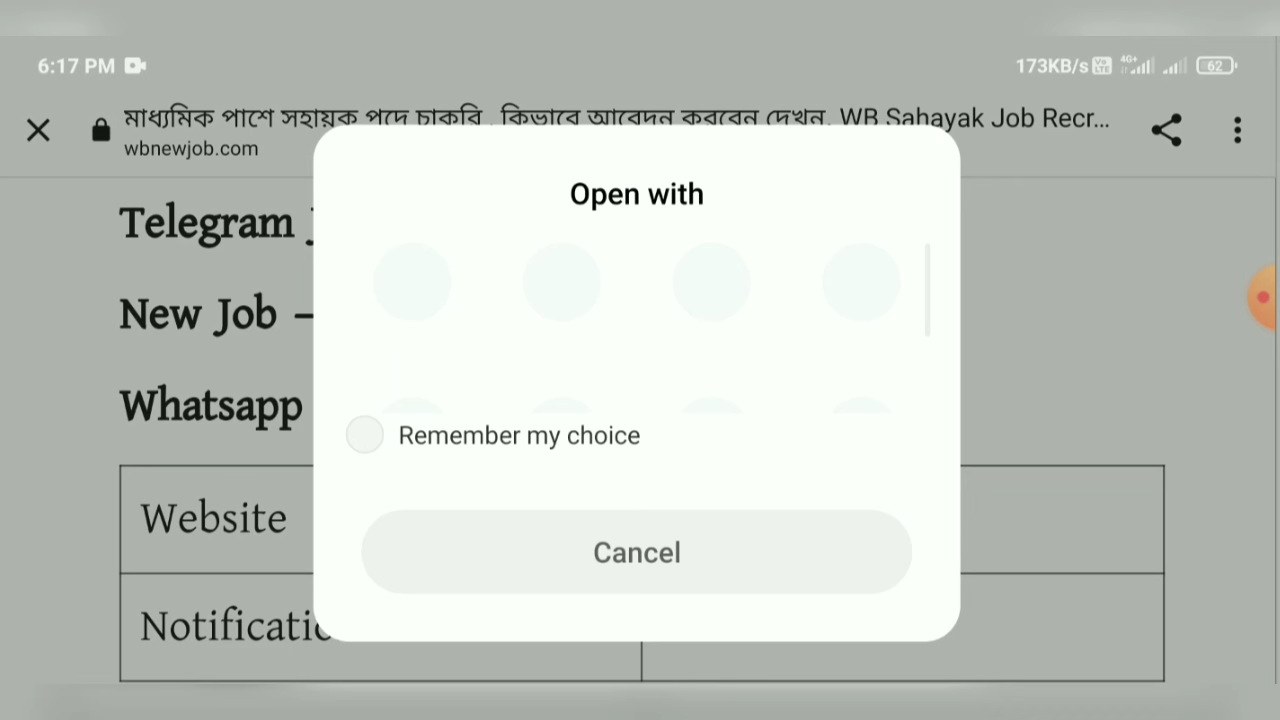 6:17 PM
173KB/s 4G+ 62
মাধ্যমিক পাশে সহায়ক পদে চাকরি , কিভাবে আবেদন করবেন দেখুন, WB Sahayak Job Recr...
wbnewjob.com
Open with
Telegram
New Job –
Whatsapp
Remember my choice
Website
Cancel
Notificatio